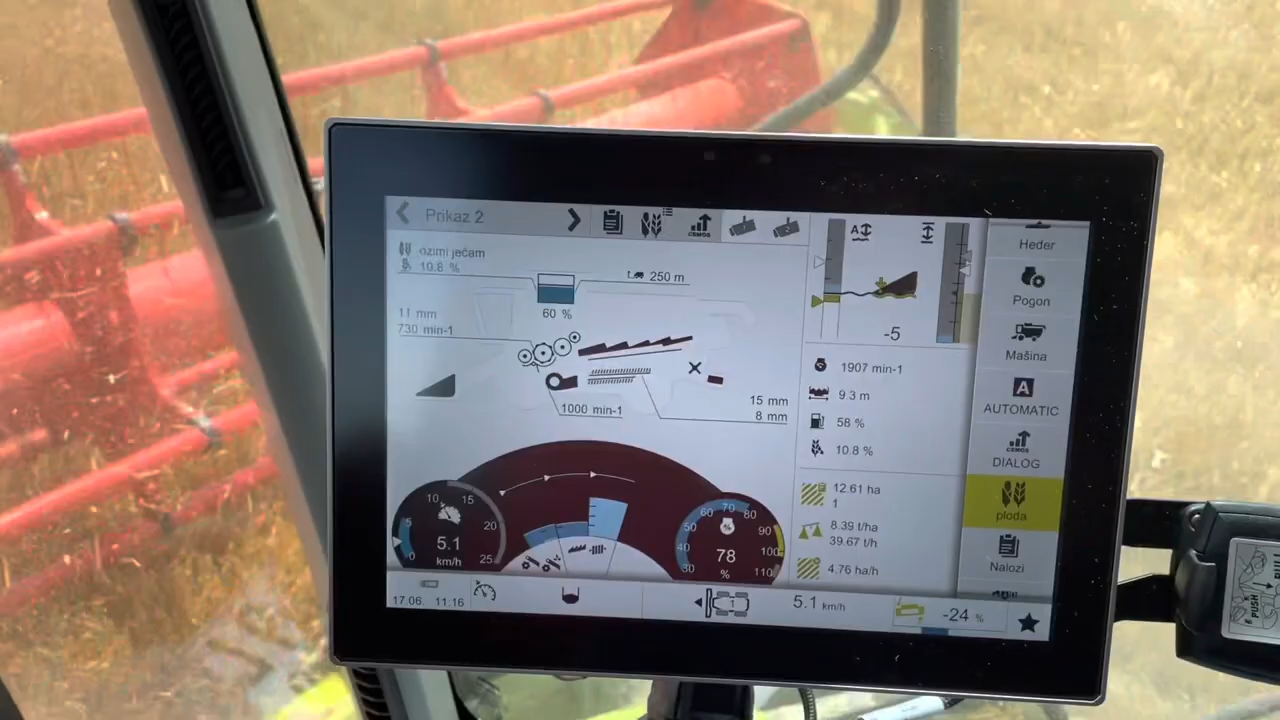 Prikaz 2
CEMOS
A
ozimi ječam
10.8 %
250 m
60 %
11 mm
730 min-1
1000 min-1
15 mm
8 mm
-5
1907 min-1
9.3 m
58 %
10.8 %
12.61 ha
1
8.39 t/ha
39.67 t/h
4.76 ha/h
Heder
Pogon
Mašina
A
AUTOMATIC
CEMOS
DIALOG
ploda
Nalozi
0
5
10
15
20
25
5.1
km/h
30
40
50
60
70
80
90
100
110
%
78
%
17.06. 11:16
1
5.1 km/h
-24 %
PUSH
PULL